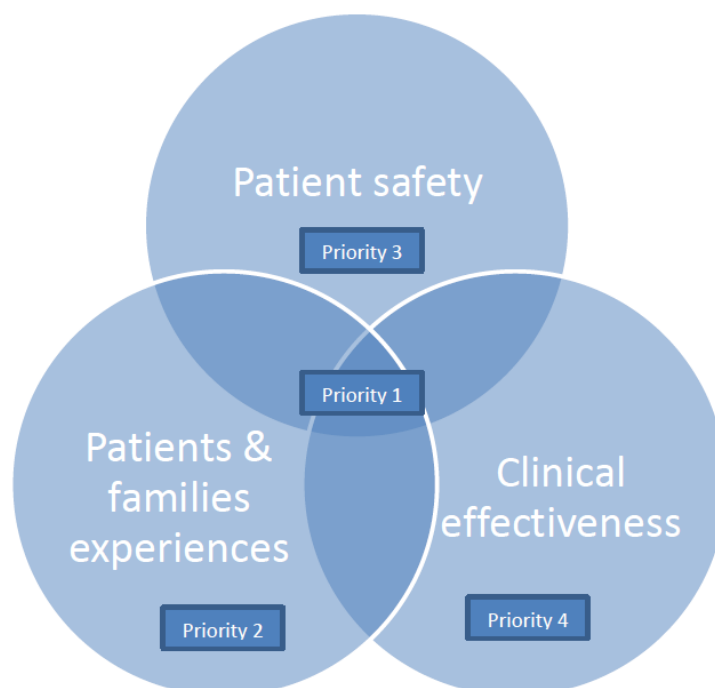 Patient safety
Priority 3
Priority 1
Patients &
families
experiences
Clinical
effectiveness
Priority 2
Priority 4